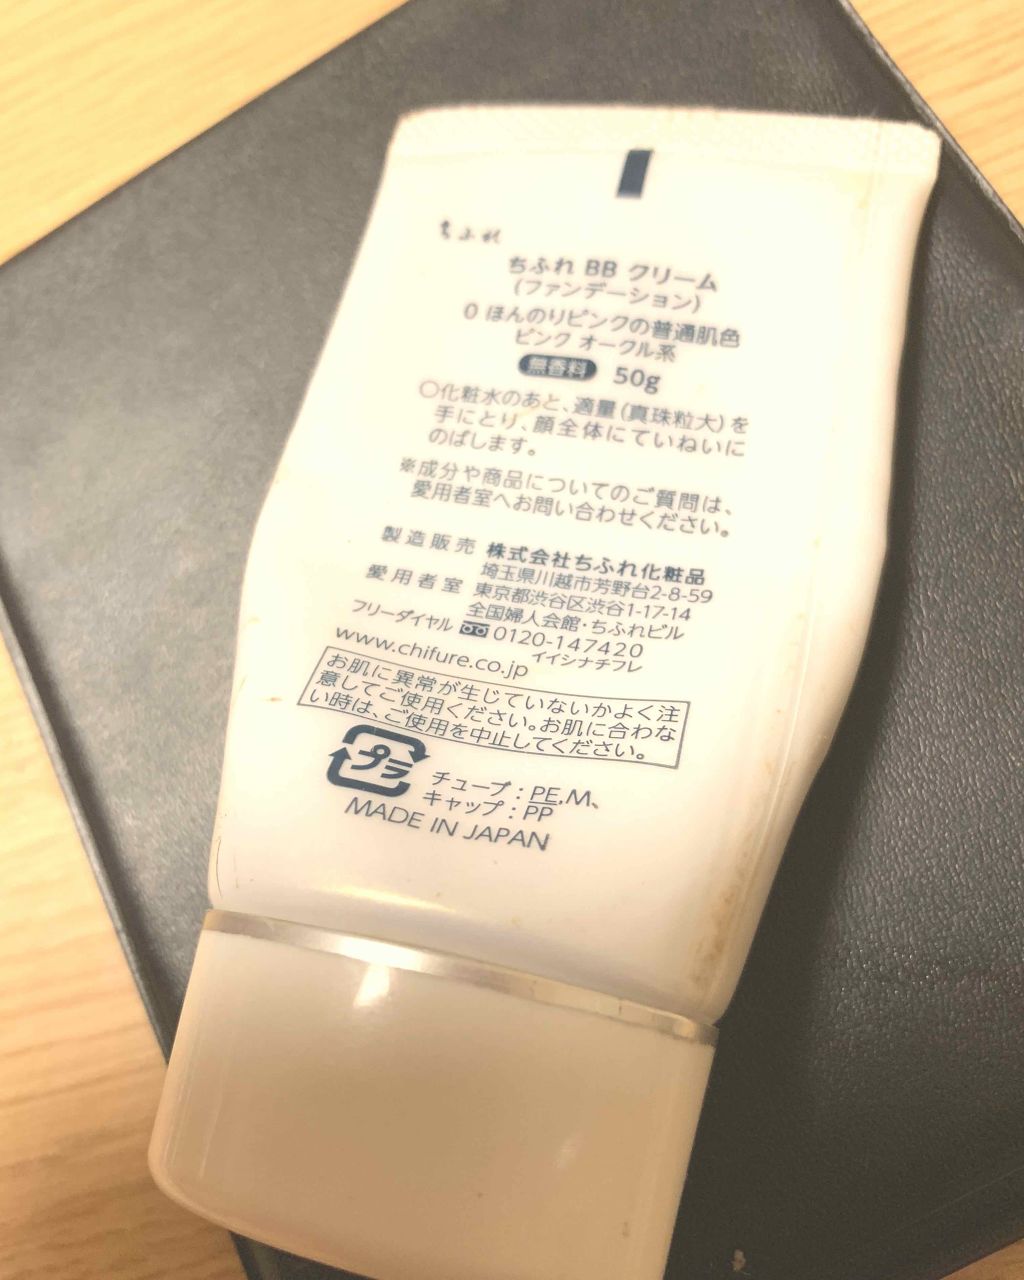 ちふれ
ちふれ BB クリーム
(ファンデーション)
0 ほんのりピンクの普通肌色
ピンク オークル系
無香料 50g
○化粧水のあと、適量(真珠粒大)を
手にとり、顔全体にていねいに
のばします。
※成分や商品についてのご質問は、
愛用者室へお問い合わせください。
製造販売 株式会社ちふれ化粧品
埼玉県川越市芳野台2-8-59
愛用者室 東京都渋谷区渋谷1-17-14
全国婦人会館・ちふれビル
フリーダイヤル 0120-147420
イイシナチフレ
www.chifure.co.jp
お肌に異常が生じていないかよく注
意してご使用ください。お肌に合わな
い時は、ご使用を中止してください。
プラ チューブ：PE,M、
キャップ：PP
MADE IN JAPAN